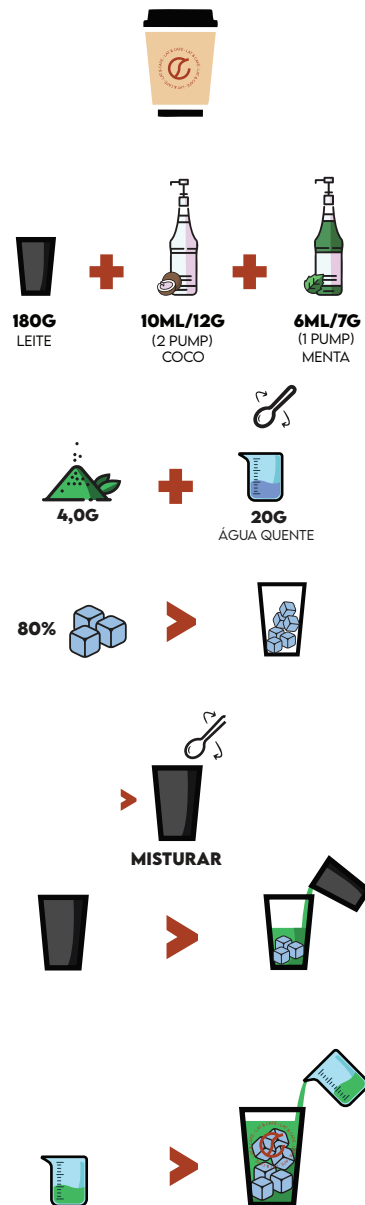 180G
LEITE
10ML/12G
(2 PUMP)
COCO
6ML/7G
(1 PUMP)
MENTA
4,0G
20G
ÁGUA QUENTE
80%
MISTURAR